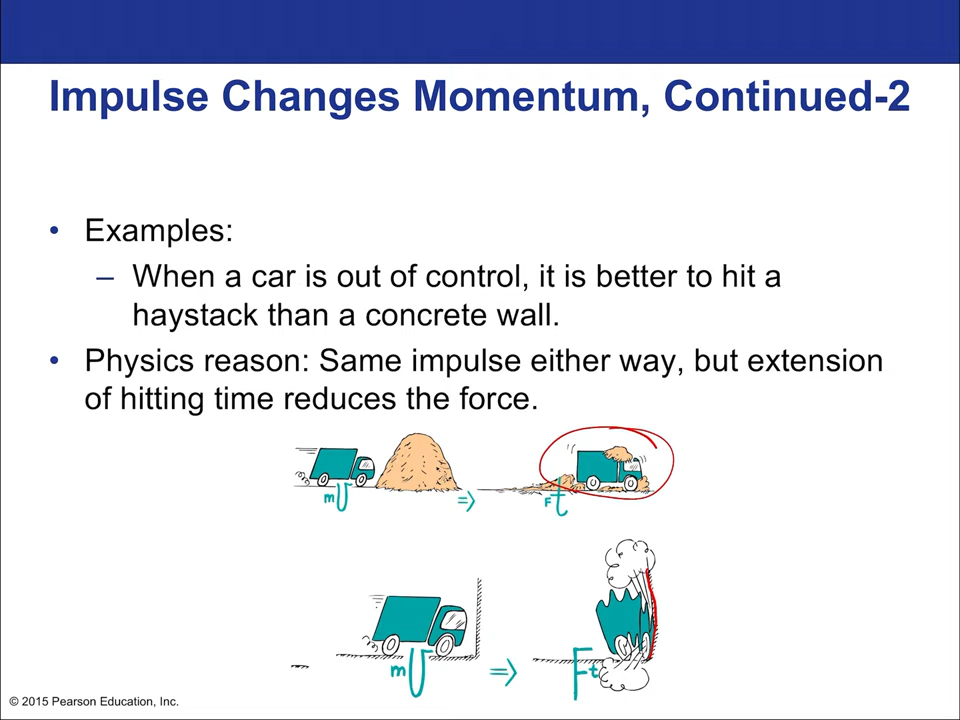 Impulse Changes Momentum, Continued-2
• Examples:
– When a car is out of control, it is better to hit a
haystack than a concrete wall.
• Physics reason: Same impulse either way, but extension
of hitting time reduces the force.
mv => Ft
mv => Ft
© 2015 Pearson Education, Inc.